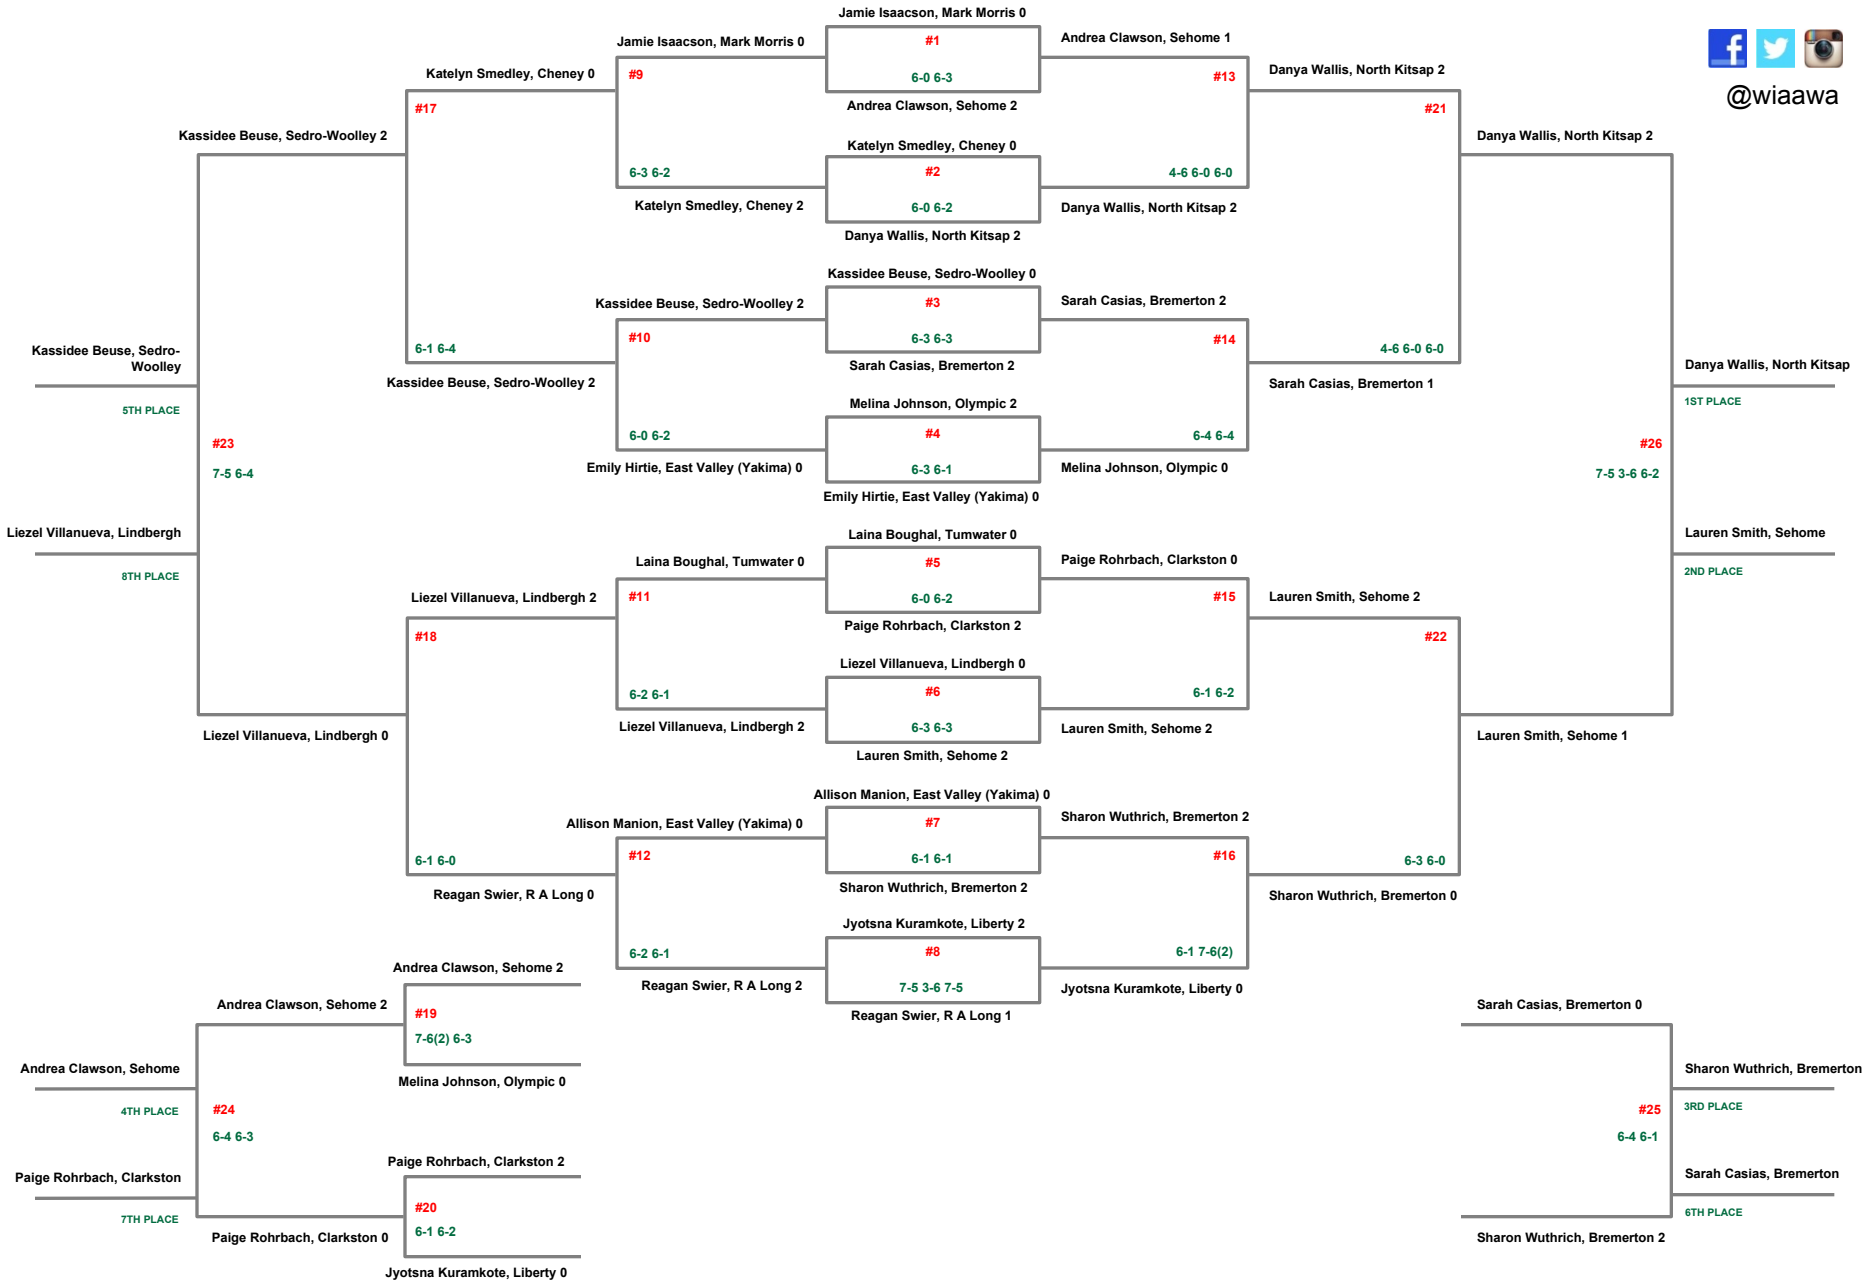 Jamie Isaacson, Mark Morris 0
#1
6-0 6-3
Andrea Clawson, Sehome 2
Katelyn Smedley, Cheney 0
#2
6-0 6-2
Danya Wallis, North Kitsap 2
Kassidee Beuse, Sedro-Woolley 0
#3
6-3 6-3
Sarah Casias, Bremerton 2
Melina Johnson, Olympic 2
#4
6-3 6-1
Emily Hirtie, East Valley (Yakima) 0
Laina Boughal, Tumwater 0
#5
6-0 6-2
Paige Rohrbach, Clarkston 2
Liezel Villanueva, Lindbergh 0
#6
6-3 6-3
Lauren Smith, Sehome 2
Allison Manion, East Valley (Yakima) 0
#7
6-1 6-1
Sharon Wuthrich, Bremerton 2
Jyotsna Kuramkote, Liberty 2
#8
7-5 3-6 7-5
Reagan Swier, R A Long 1
Jamie Isaacson, Mark Morris 0
#9
6-3 6-2
Katelyn Smedley, Cheney 2
Kassidee Beuse, Sedro-Woolley 2
#10
6-0 6-2
Emily Hirtie, East Valley (Yakima) 0
Laina Boughal, Tumwater 0
#11
6-2 6-1
Liezel Villanueva, Lindbergh 2
Allison Manion, East Valley (Yakima) 0
#12
6-2 6-1
Reagan Swier, R A Long 2
Andrea Clawson, Sehome 1
#13
4-6 6-0 6-0
Danya Wallis, North Kitsap 2
Sarah Casias, Bremerton 2
#14
6-4 6-4
Melina Johnson, Olympic 0
Paige Rohrbach, Clarkston 0
#15
6-1 6-2
Lauren Smith, Sehome 2
Sharon Wuthrich, Bremerton 2
#16
6-1 7-6(2)
Jyotsna Kuramkote, Liberty 0
Katelyn Smedley, Cheney 0
#17
6-1 6-4
Kassidee Beuse, Sedro-Woolley 2
Liezel Villanueva, Lindbergh 2
#18
6-1 6-0
Reagan Swier, R A Long 0
Andrea Clawson, Sehome 2
#19
7-6(2) 6-3
Melina Johnson, Olympic 0
Paige Rohrbach, Clarkston 2
#20
6-1 6-2
Jyotsna Kuramkote, Liberty 0
Danya Wallis, North Kitsap 2
#21
4-6 6-0 6-0
Sarah Casias, Bremerton 1
Lauren Smith, Sehome 2
#22
6-3 6-0
Sharon Wuthrich, Bremerton 0
Kassidee Beuse, Sedro-Woolley 2
#23
7-5 6-4
Liezel Villanueva, Lindbergh 0
Kassidee Beuse, Sedro-
Woolley
5TH PLACE
Liezel Villanueva, Lindbergh
8TH PLACE
Andrea Clawson, Sehome 2
#24
6-4 6-3
Paige Rohrbach, Clarkston 0
Andrea Clawson, Sehome
4TH PLACE
Paige Rohrbach, Clarkston
7TH PLACE
Sarah Casias, Bremerton 0
#25
6-4 6-1
Sharon Wuthrich, Bremerton 2
Sharon Wuthrich, Bremerton
3RD PLACE
Sarah Casias, Bremerton
6TH PLACE
Danya Wallis, North Kitsap 2
#26
7-5 3-6 6-2
Lauren Smith, Sehome 1
Danya Wallis, North Kitsap
1ST PLACE
Lauren Smith, Sehome
2ND PLACE
@wiaawa